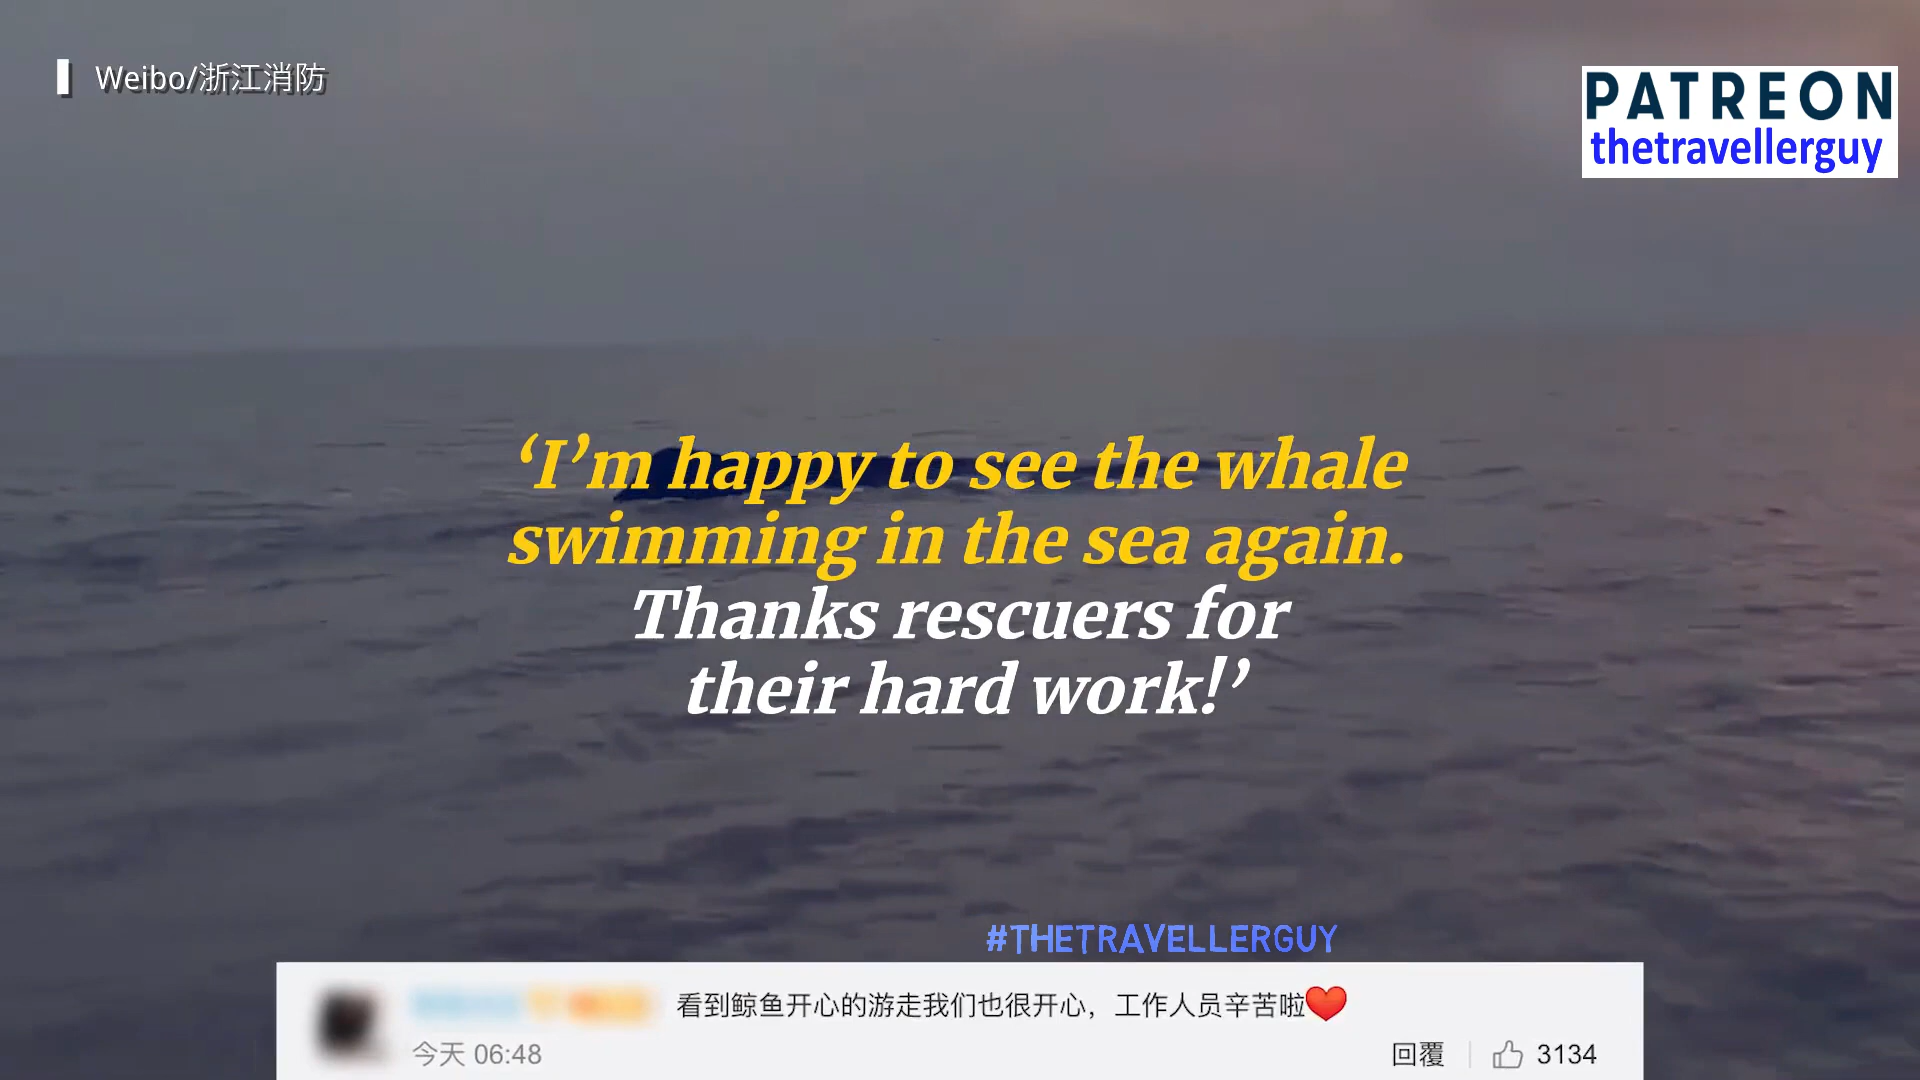 Weibo/浙江消防
PATREON
thetravellerguy
‘I’m happy to see the whale
swimming in the sea again.
Thanks rescuers for
their hard work!’
#THETRAVELLERGUY
看到鲸鱼开心的游走我们也很开心，工作人员辛苦啦❤️
今天 06:48
回覆
3134